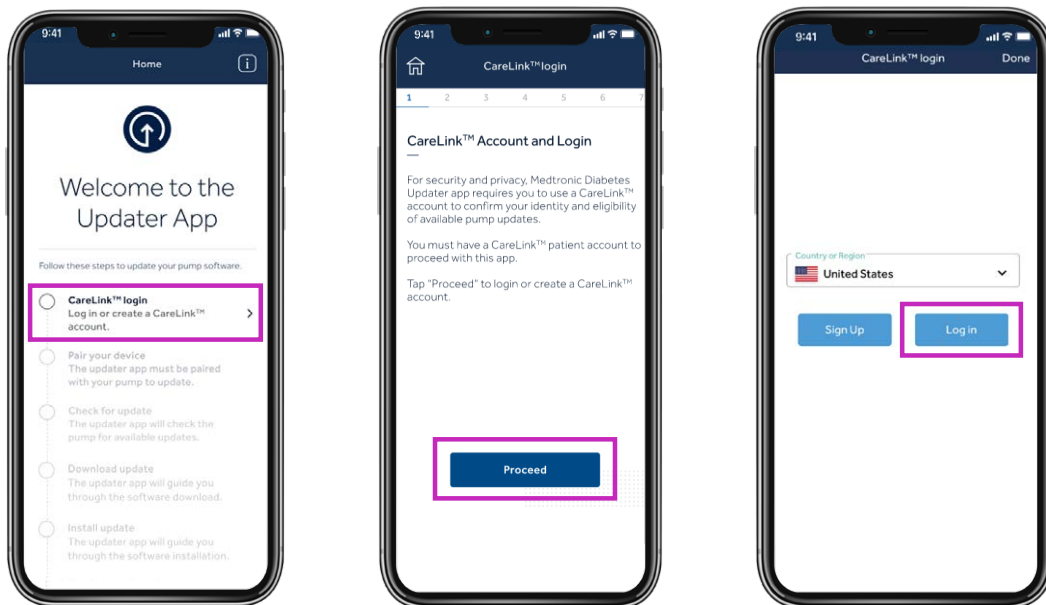 9:41
Home
i
Welcome to the
Updater App
Follow these steps to update your pump software.
CareLink™ login
Log in or create a CareLink™
account.
Pair your device
The updater app must be paired
with your pump to update.
Check for update
The updater app will check the
pump for available updates.
Download update
The updater app will guide you
through the software download.
Install update
The updater app will guide you
through the software installation.
9:41
CareLink™ login
1 2 3 4 5 6 7
CareLink™ Account and Login
For security and privacy, Medtronic Diabetes
Updater app requires you to use a CareLink™
account to confirm your identity and eligibility
of available pump updates.
You must have a CareLink™ patient account to
proceed with this app.
Tap "Proceed" to login or create a CareLink™
account.
Proceed
9:41
CareLink™ login Done
Country or Region
United States
Sign Up Log in